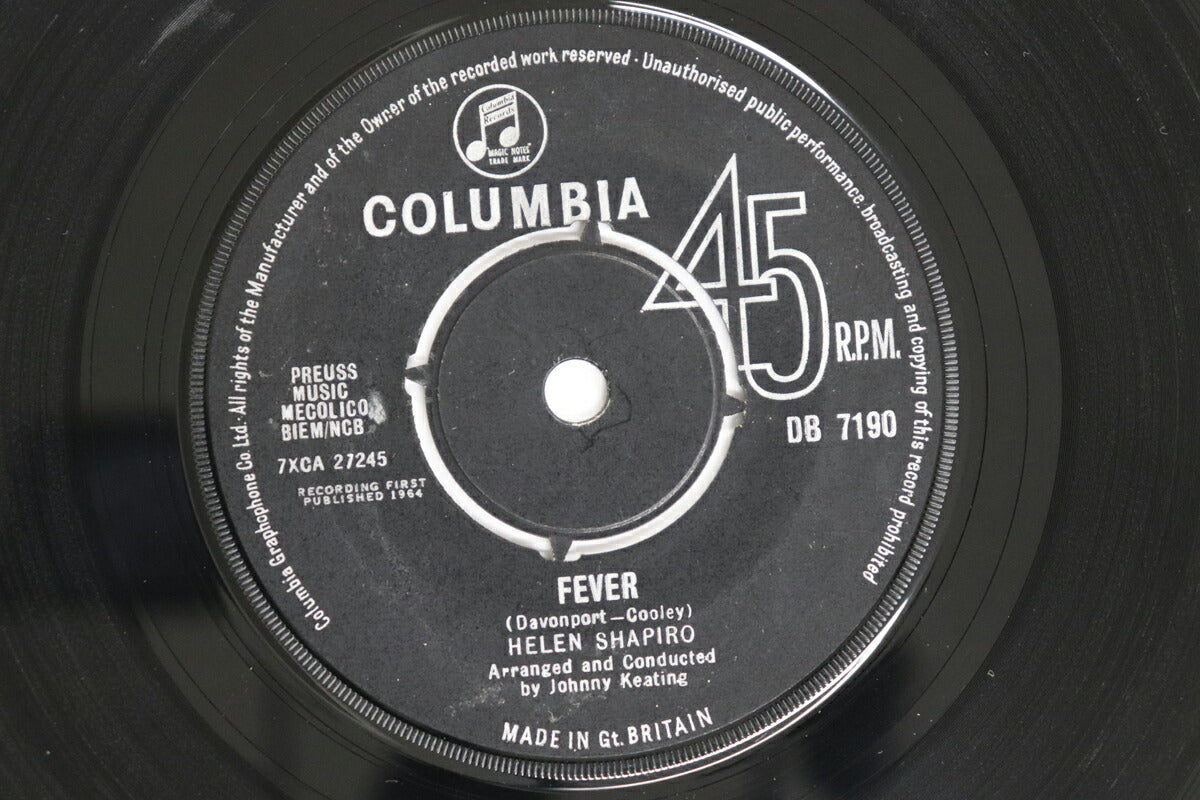 Columbia Graphophone Co. Ltd· All rights of the Manufacturer and of the Owner of the recorded work reserved · Unauthorised public performance, broadcasting and copying of this record prohibited
Columbia
Records
MAGIC NOTES
TRADE MARK
COLUMBIA
45
R.P.M.
DB 7190
PREUSS
MUSIC
MECOLICO
BIEM/NCB
7XCA 27245
RECORDING FIRST
PUBLISHED 1964
FEVER
(Davonport—Cooley)
HELEN SHAPIRO
Arranged and Conducted
by Johnny Keating
MADE IN Gt. BRITAIN